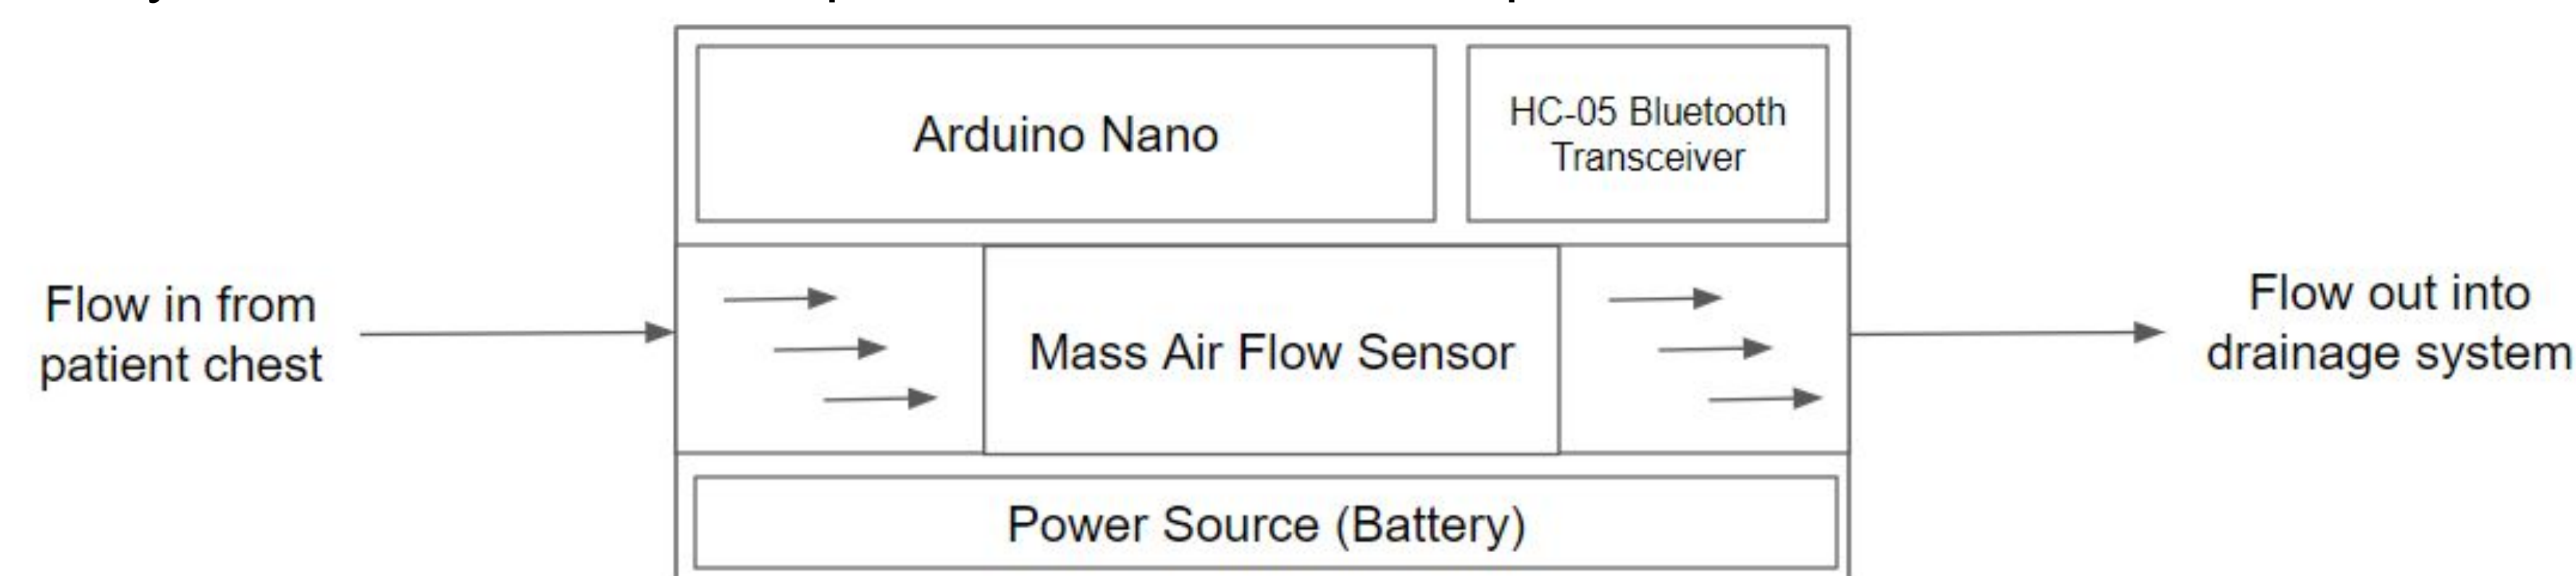 Arduino Nano
HC-05 Bluetooth
Transceiver
Flow in from
patient chest
Mass Air Flow Sensor
Flow out into
drainage system
Power Source (Battery)